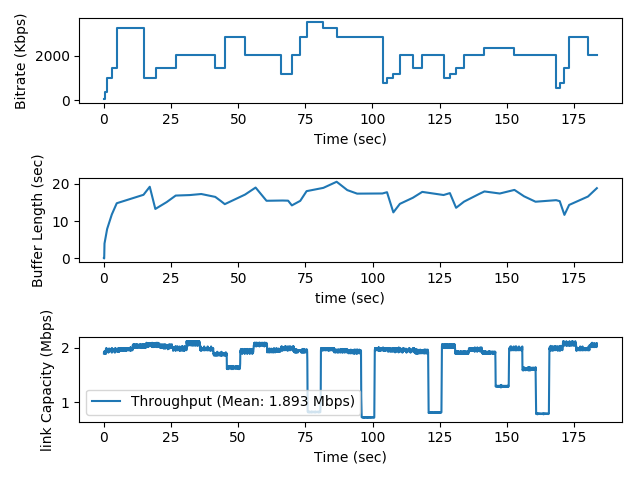 Bitrate (Kbps)
2000
0
0 25 50 75 100 125 150 175
Time (sec)
Buffer Length (sec)
20
10
0
0 25 50 75 100 125 150 175
time (sec)
link Capacity (Mbps)
2
1
Throughput (Mean: 1.893 Mbps)
0 25 50 75 100 125 150 175
Time (sec)